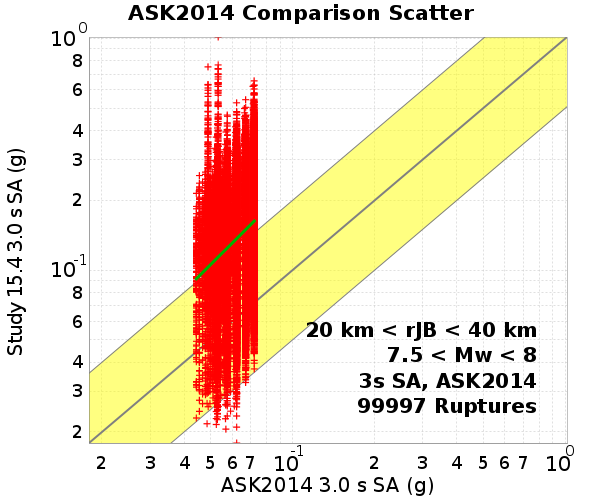 ASK2014 Comparison Scatter
10^0
8
6
4
3
2
10^-1
8
6
4
3
2
Study 15.4 3.0 s SA (g)
20 km < rJB < 40 km
7.5 < Mw < 8
3s SA, ASK2014
99997 Ruptures
2 3 4 5 6 7 10^-1 2 3 4 5 6 7 10^0
ASK2014 3.0 s SA (g)